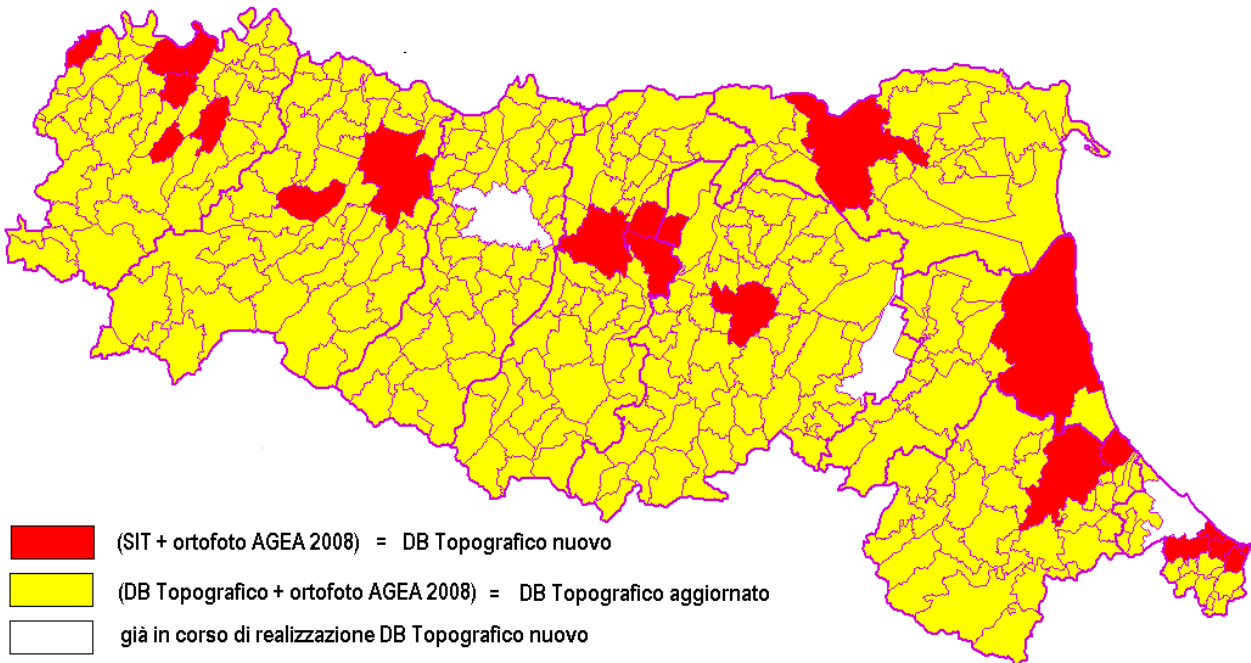 (SIT + ortofoto AGEA 2008) = DB Topografico nuovo
(DB Topografico + ortofoto AGEA 2008) = DB Topografico aggiornato
già in corso di realizzazione DB Topografico nuovo